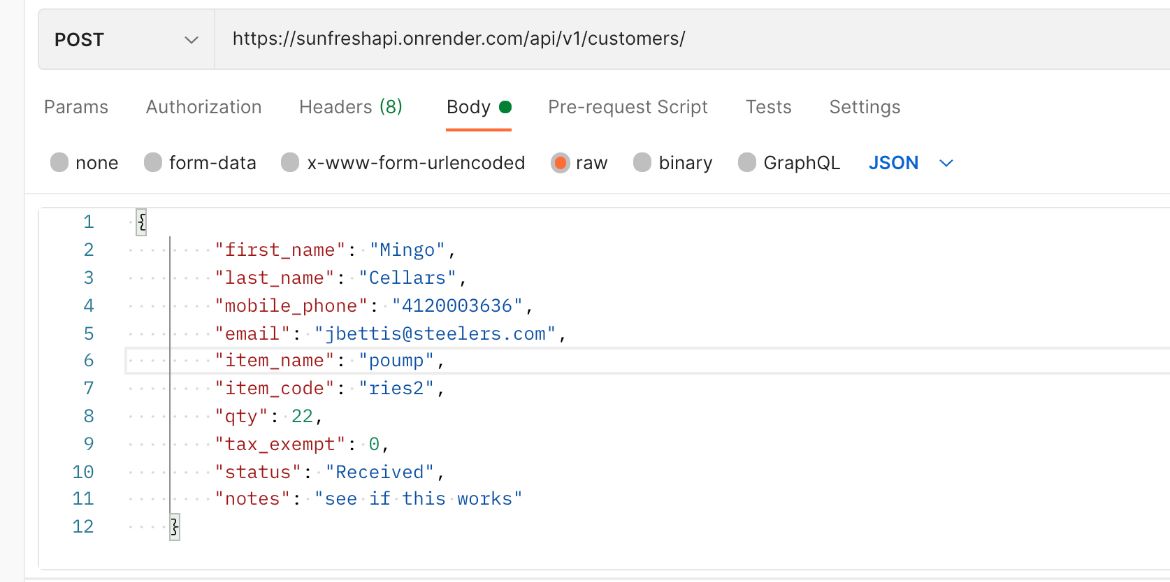 POST https://sunfreshapi.onrender.com/api/v1/customers/
Params Authorization Headers (8) Body Pre-request Script Tests Settings
none form-data x-www-form-urlencoded raw binary GraphQL JSON
1 {
2 "first_name": "Mingo",
3 "last_name": "Cellars",
4 "mobile_phone": "4120003636",
5 "email": "jbettis@steelers.com",
6 "item_name": "poump",
7 "item_code": "ries2",
8 "qty": 22,
9 "tax_exempt": 0,
10 "status": "Received",
11 "notes": "see if this works"
12 }